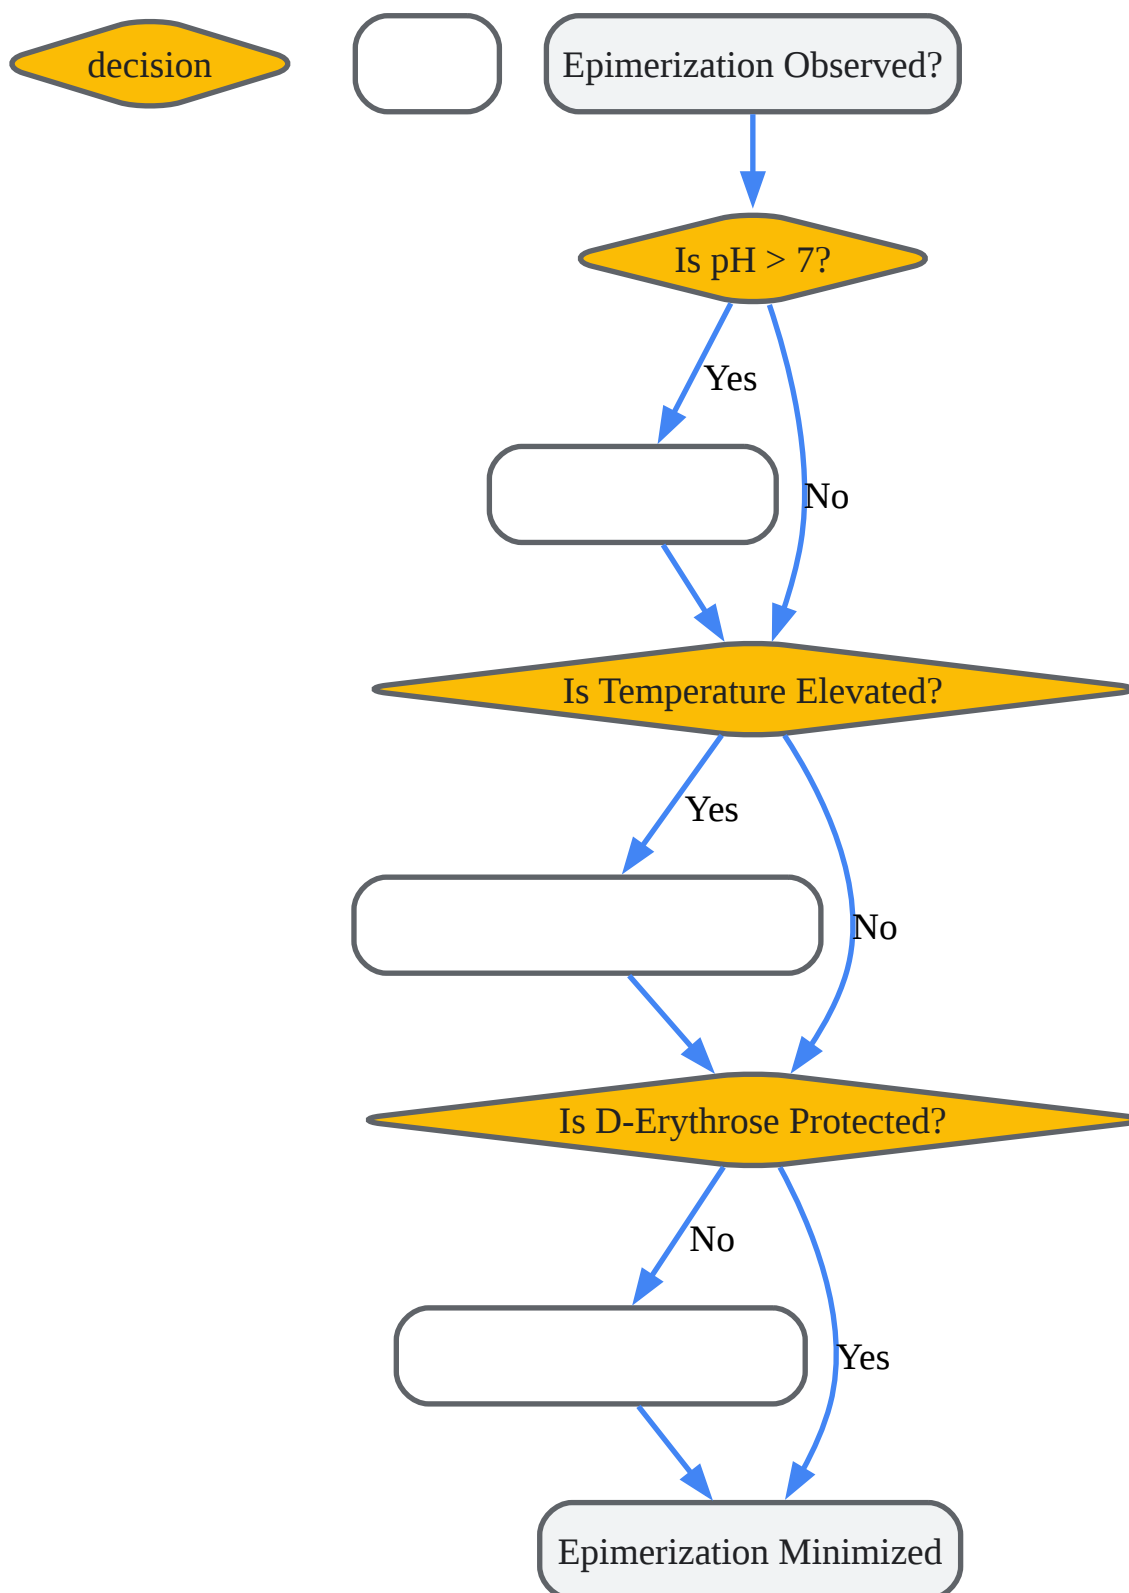 decision
Epimerization Observed?
Is pH > 7?
Yes
No
Is Temperature Elevated?
Yes
No
Is D-Erythrose Protected?
No
Yes
Epimerization Minimized